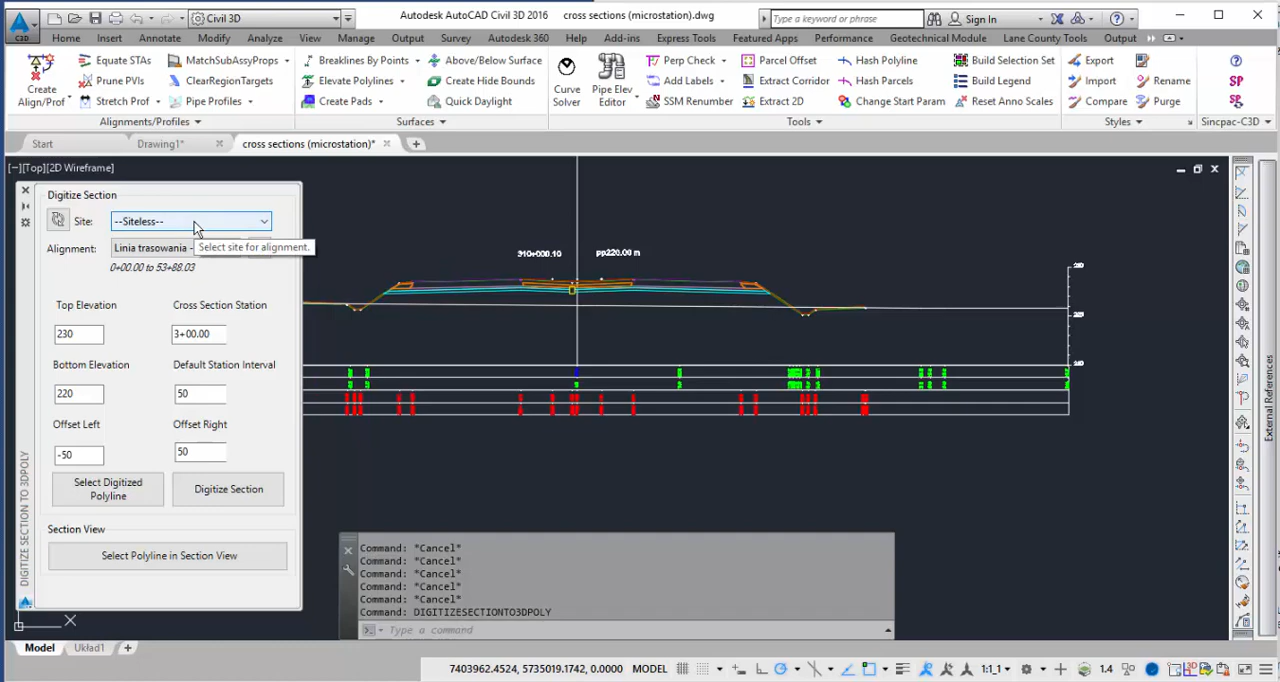 Civil 3D
Autodesk AutoCAD Civil 3D 2016 cross sections (microstation).dwg
Type a keyword or phrase
Sign In
C3D
Home Insert Annotate Modify Analyze View Manage Output Survey Autodesk 360 Help Add-ins Express Tools Featured Apps Performance Geotechnical Module Lane County Tools Output
Create Align/Prof
Equate STAs
Prune PVIs
Stretch Prof
MatchSubAssyProps
ClearRegionTargets
Pipe Profiles
Breaklines By Points
Elevate Polylines
Create Pads
Above/Below Surface
Create Hide Bounds
Quick Daylight
Curve Solver
Pipe Elev Editor
Perp Check
Add Labels
SSM Renumber
Parcel Offset
Extract Corridor
Extract 2D
Hash Polyline
Hash Parcels
Change Start Param
Build Selection Set
Build Legend
Reset Anno Scales
Export
Import
Compare
Rename
Purge
SP
Alignments/Profiles Surfaces Tools Styles Sincpac-C3D
Start Drawing1* cross sections (microstation)*
[−][Top][2D Wireframe]
Digitize Section
Site: --Siteless--
Select site for alignment.
Alignment: Linia trasowania -
0+00.00 to 53+88.03
Top Elevation Cross Section Station
230 3+00.00
Bottom Elevation Default Station Interval
220 50
Offset Left Offset Right
-50 50
Select Digitized Polyline
Digitize Section
Section View
Select Polyline in Section View
DIGITIZE SECTION TO 3DPOLY
310+000.10 pp220.00 m
External References
Command: *Cancel*
Command: *Cancel*
Command: *Cancel*
Command: *Cancel*
Command: *Cancel*
Command: DIGITIZESECTIONTO3DPOLY
Type a command
Model Układ1
7403962.4524, 5735019.1742, 0.0000 MODEL 1:1_1 1.4